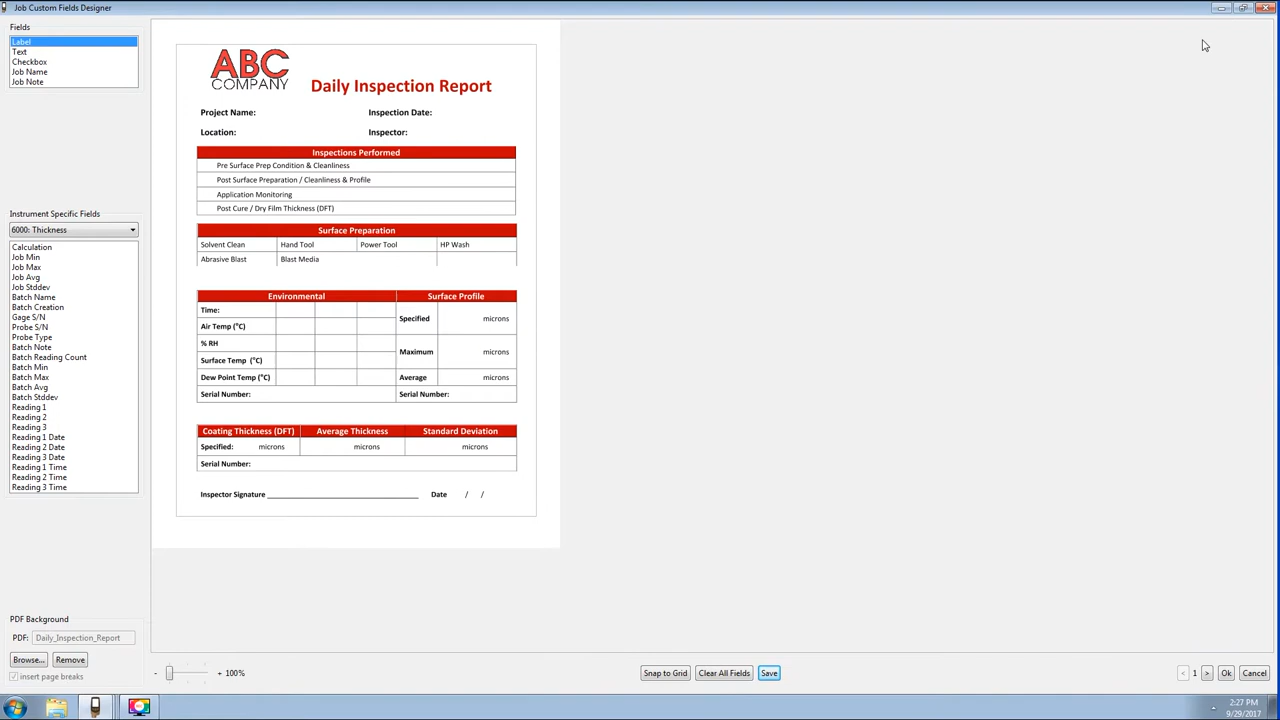 Job Custom Fields Designer
Fields
Label
Text
Checkbox
Job Name
Job Note
Instrument Specific Fields
6000: Thickness
Calculation
Job Min
Job Max
Job Avg
Job Stddev
Batch Name
Batch Creation
Gage S/N
Probe S/N
Probe Type
Batch Note
Batch Reading Count
Batch Min
Batch Max
Batch Avg
Batch Stddev
Reading 1
Reading 2
Reading 3
Reading 1 Date
Reading 2 Date
Reading 3 Date
Reading 1 Time
Reading 2 Time
Reading 3 Time
PDF Background
PDF: Daily_Inspection_Report
Browse... Remove
insert page breaks
ABC
COMPANY
Daily Inspection Report
Project Name: Inspection Date:
Location: Inspector:
Inspections Performed
Pre Surface Prep Condition & Cleanliness
Post Surface Preparation / Cleanliness & Profile
Application Monitoring
Post Cure / Dry Film Thickness (DFT)
Surface Preparation
Solvent Clean Hand Tool Power Tool HP Wash
Abrasive Blast Blast Media
Environmental Surface Profile
Time:
Specified microns
Air Temp (°C)
% RH
Maximum microns
Surface Temp (°C)
Dew Point Temp (°C) Average microns
Serial Number: Serial Number:
Coating Thickness (DFT) Average Thickness Standard Deviation
Specified: microns microns microns
Serial Number:
Inspector Signature ______ Date / /
- + 100% Snap to Grid Clear All Fields Save < 1 > Ok Cancel
2:27 PM
9/29/2017